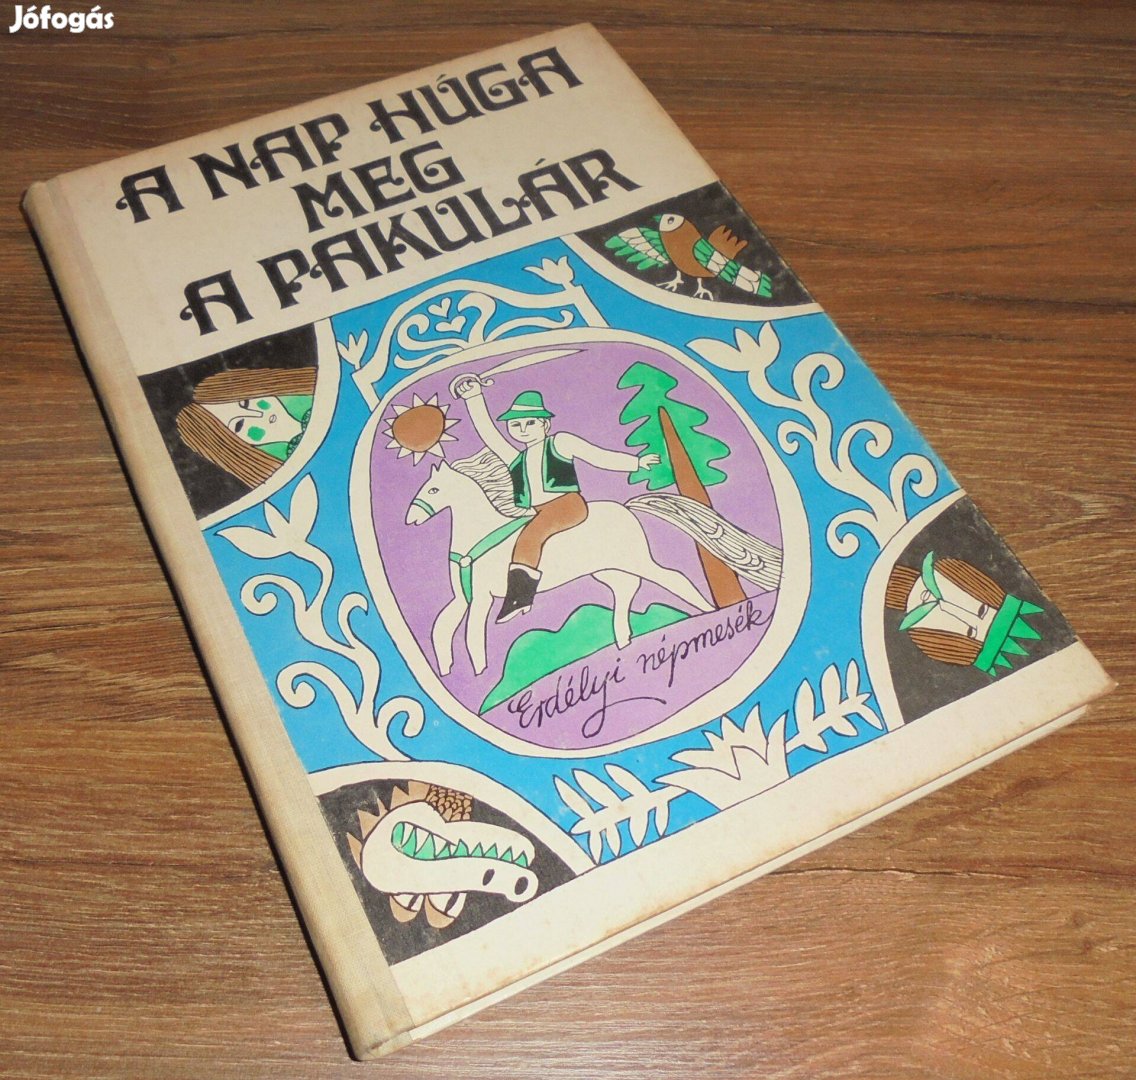 Jófogás
A NAP HÚGA
MEG
A PAKULÁR
Erdélyi népmesék